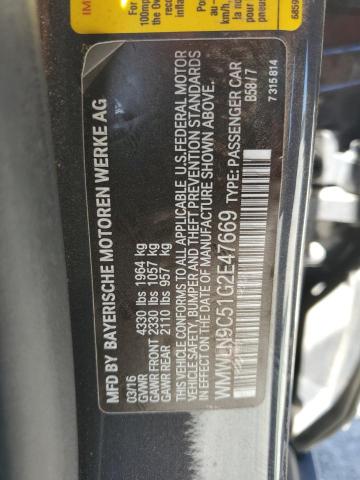 MFD BY BAYERISCHE MOTOREN WERKE AG
03/16
GVWR 4330 lbs 1964 kg
GAWR FRONT 2330 lbs 1057 kg
GAWR REAR 2110 lbs 957 kg
THIS VEHICLE CONFORMS TO ALL APPLICABLE U.S. FEDERAL MOTOR
VEHICLE SAFETY, BUMPER AND THEFT PREVENTION STANDARDS
IN EFFECT ON THE DATE OF MANUFACTURE SHOWN ABOVE.
WMWLN9C51G2E47669 TYPE: PASSENGER CAR
B58/7
7 315 814